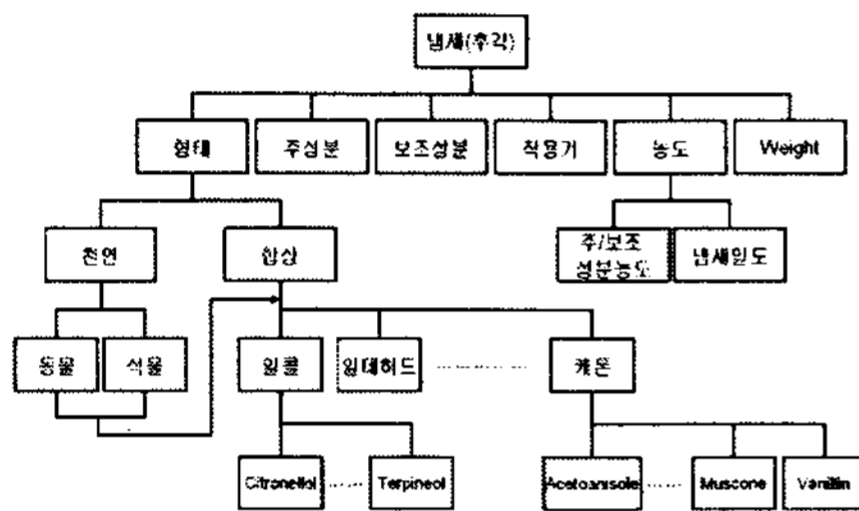 냄새(후각)
형태
주성분
보조성분
작용기
농도
Weight
천연
합성
주/보조
성분농도
냄새밀도
동물
식물
알콜
알데히드
케톤
Citronellol
Terpineol
Acetoanisole
Muscone
Vanillin